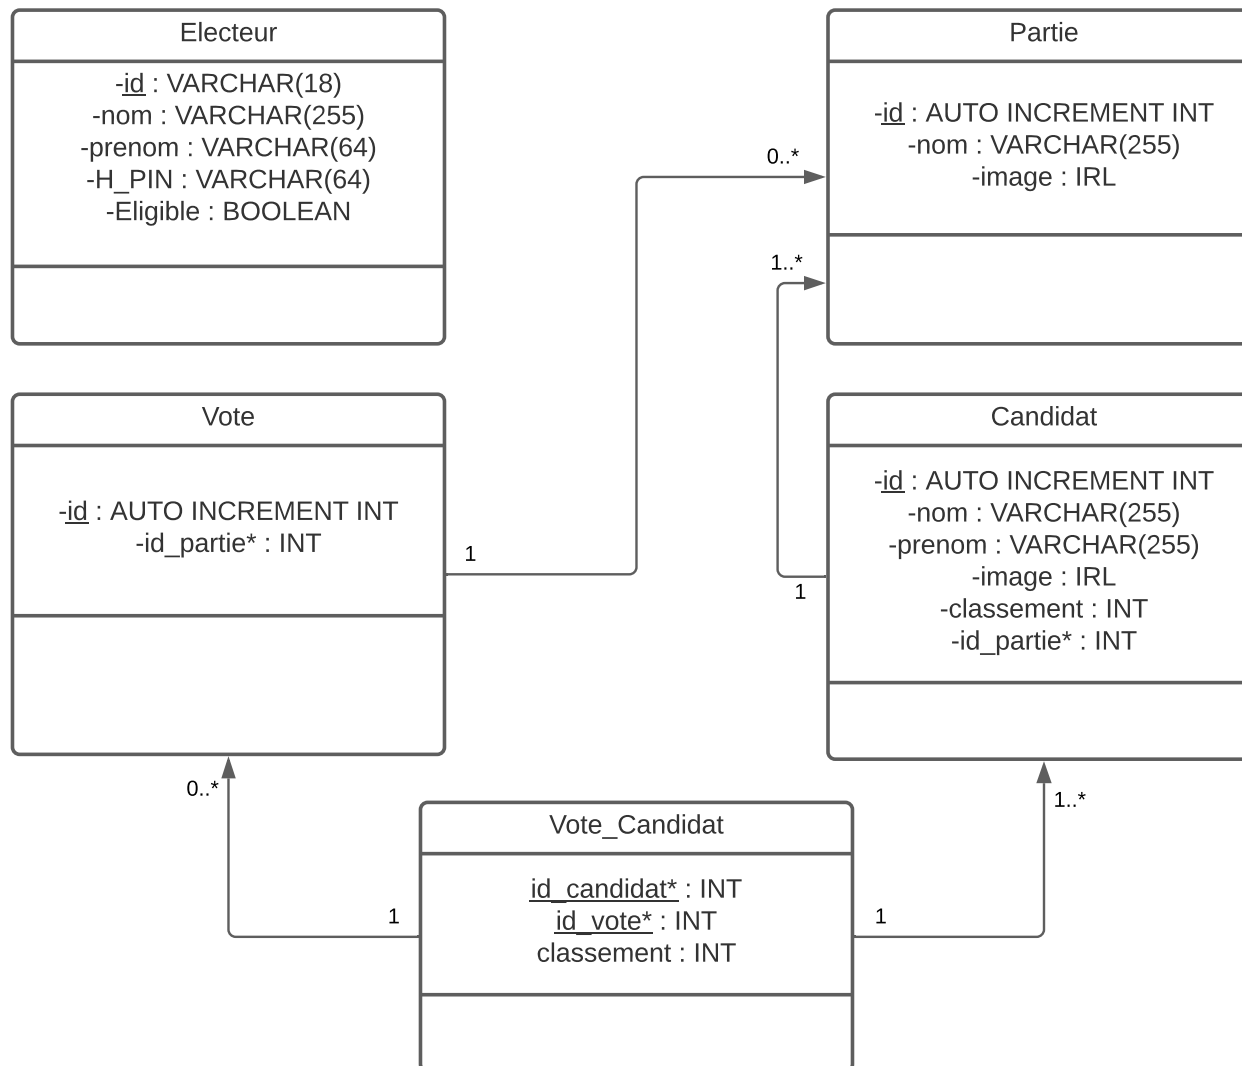 Electeur
-id : VARCHAR(18)
-nom : VARCHAR(255)
-prenom : VARCHAR(64)
-H_PIN : VARCHAR(64)
-Eligible : BOOLEAN
Partie
-id : AUTO INCREMENT INT
-nom : VARCHAR(255)
-image : IRL
0..*
1..*
Vote
-id : AUTO INCREMENT INT
-id_partie* : INT
1
Candidat
-id : AUTO INCREMENT INT
-nom : VARCHAR(255)
-prenom : VARCHAR(255)
-image : IRL
-classement : INT
-id_partie* : INT
1
0..*
1..*
Vote_Candidat
id_candidat* : INT
id_vote* : INT
classement : INT
1
1